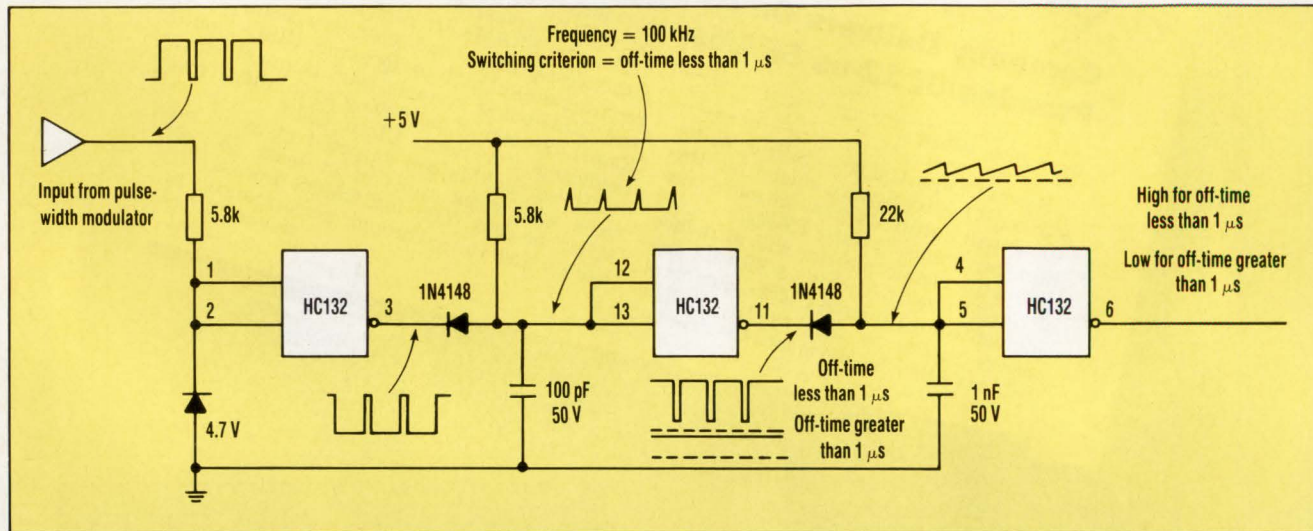 Frequency = 100 kHz
Switching criterion = off-time less than 1 μs
+5 V
Input from pulse-
width modulator
5.8k
5.8k
22k
High for off-time
less than 1 μs
Low for off-time greater
than 1 μs
1
2
HC132
3
1N4148
12
13
HC132
11
1N4148
4
5
HC132
6
4.7 V
100 pF
50 V
Off-time
less than 1 μs
Off-time greater
than 1 μs
1 nF
50 V